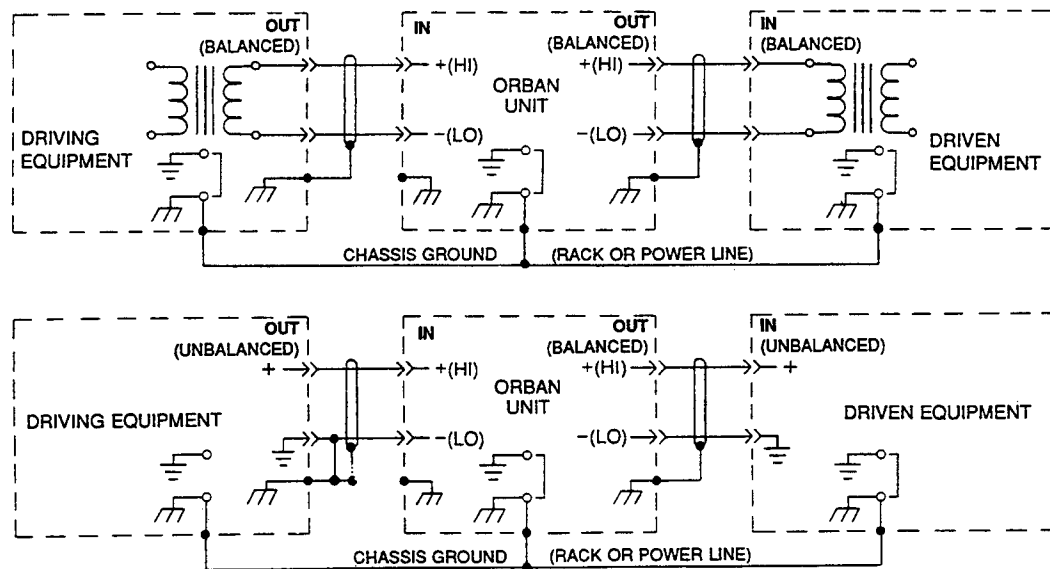 OUT
(BALANCED)
IN
OUT
(BALANCED)
IN
(BALANCED)
+(HI)
+(HI)
ORBAN
UNIT
−(LO)
−(LO)
DRIVING
EQUIPMENT
DRIVEN
EQUIPMENT
CHASSIS GROUND (RACK OR POWER LINE)
OUT
(UNBALANCED)
IN
OUT
(BALANCED)
IN
(UNBALANCED)
+
+(HI)
+(HI)
+
ORBAN
UNIT
DRIVING EQUIPMENT
−(LO)
−(LO)
DRIVEN EQUIPMENT
CHASSIS GROUND (RACK OR POWER LINE)